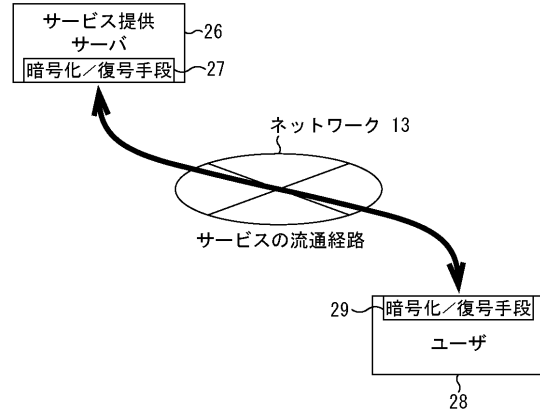 サービス提供
サーバ
26
暗号化／復号手段
27
ネットワーク 13
サービスの流通経路
29
暗号化／復号手段
ユーザ
28